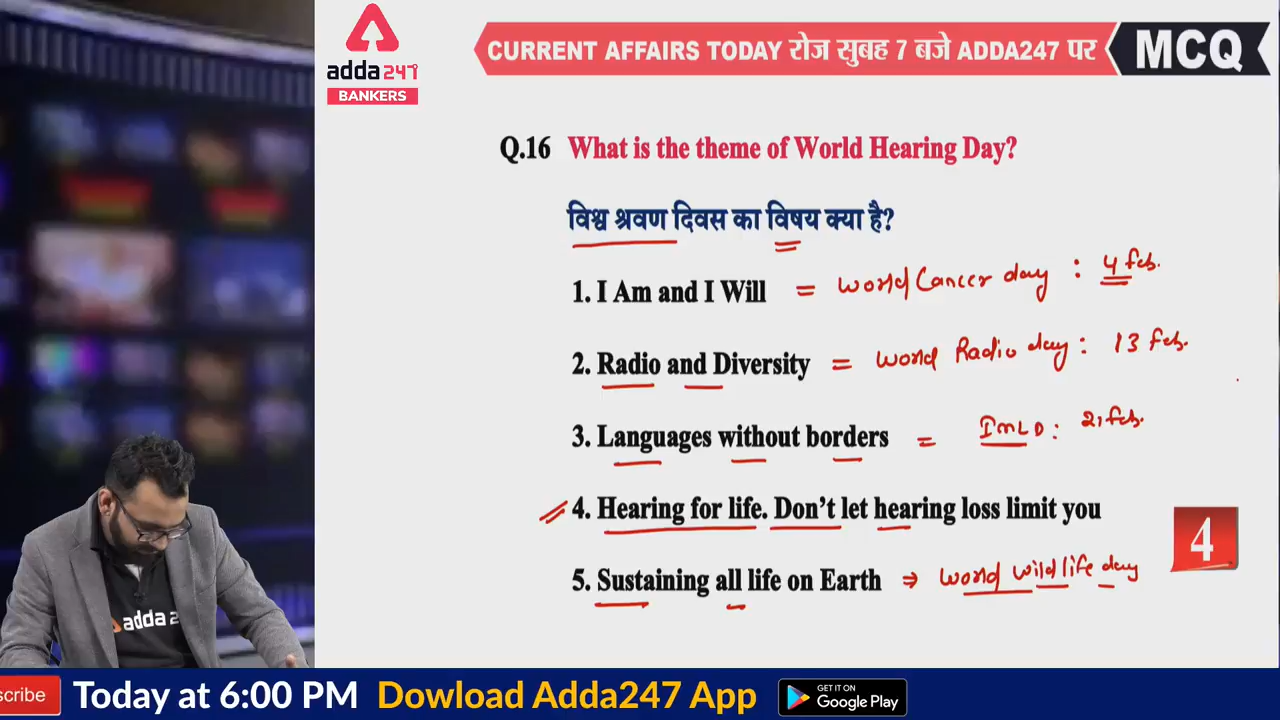 adda247
BANKERS
CURRENT AFFAIRS TODAY रोज सुबह 7 बजे ADDA247 पर
MCQ
Q.16 What is the theme of World Hearing Day?
विश्व श्रवण दिवस का विषय क्या है?
1. I Am and I Will = World Cancer day : 4 feb.
2. Radio and Diversity = World Radio day : 13 feb.
3. Languages without borders = IMLD : 21 feb.
4. Hearing for life. Don't let hearing loss limit you
4
5. Sustaining all life on Earth ⇒ world wildlife day
adda 2
scribe
Today at 6:00 PM Dowload Adda247 App
GET IT ON
Google Play